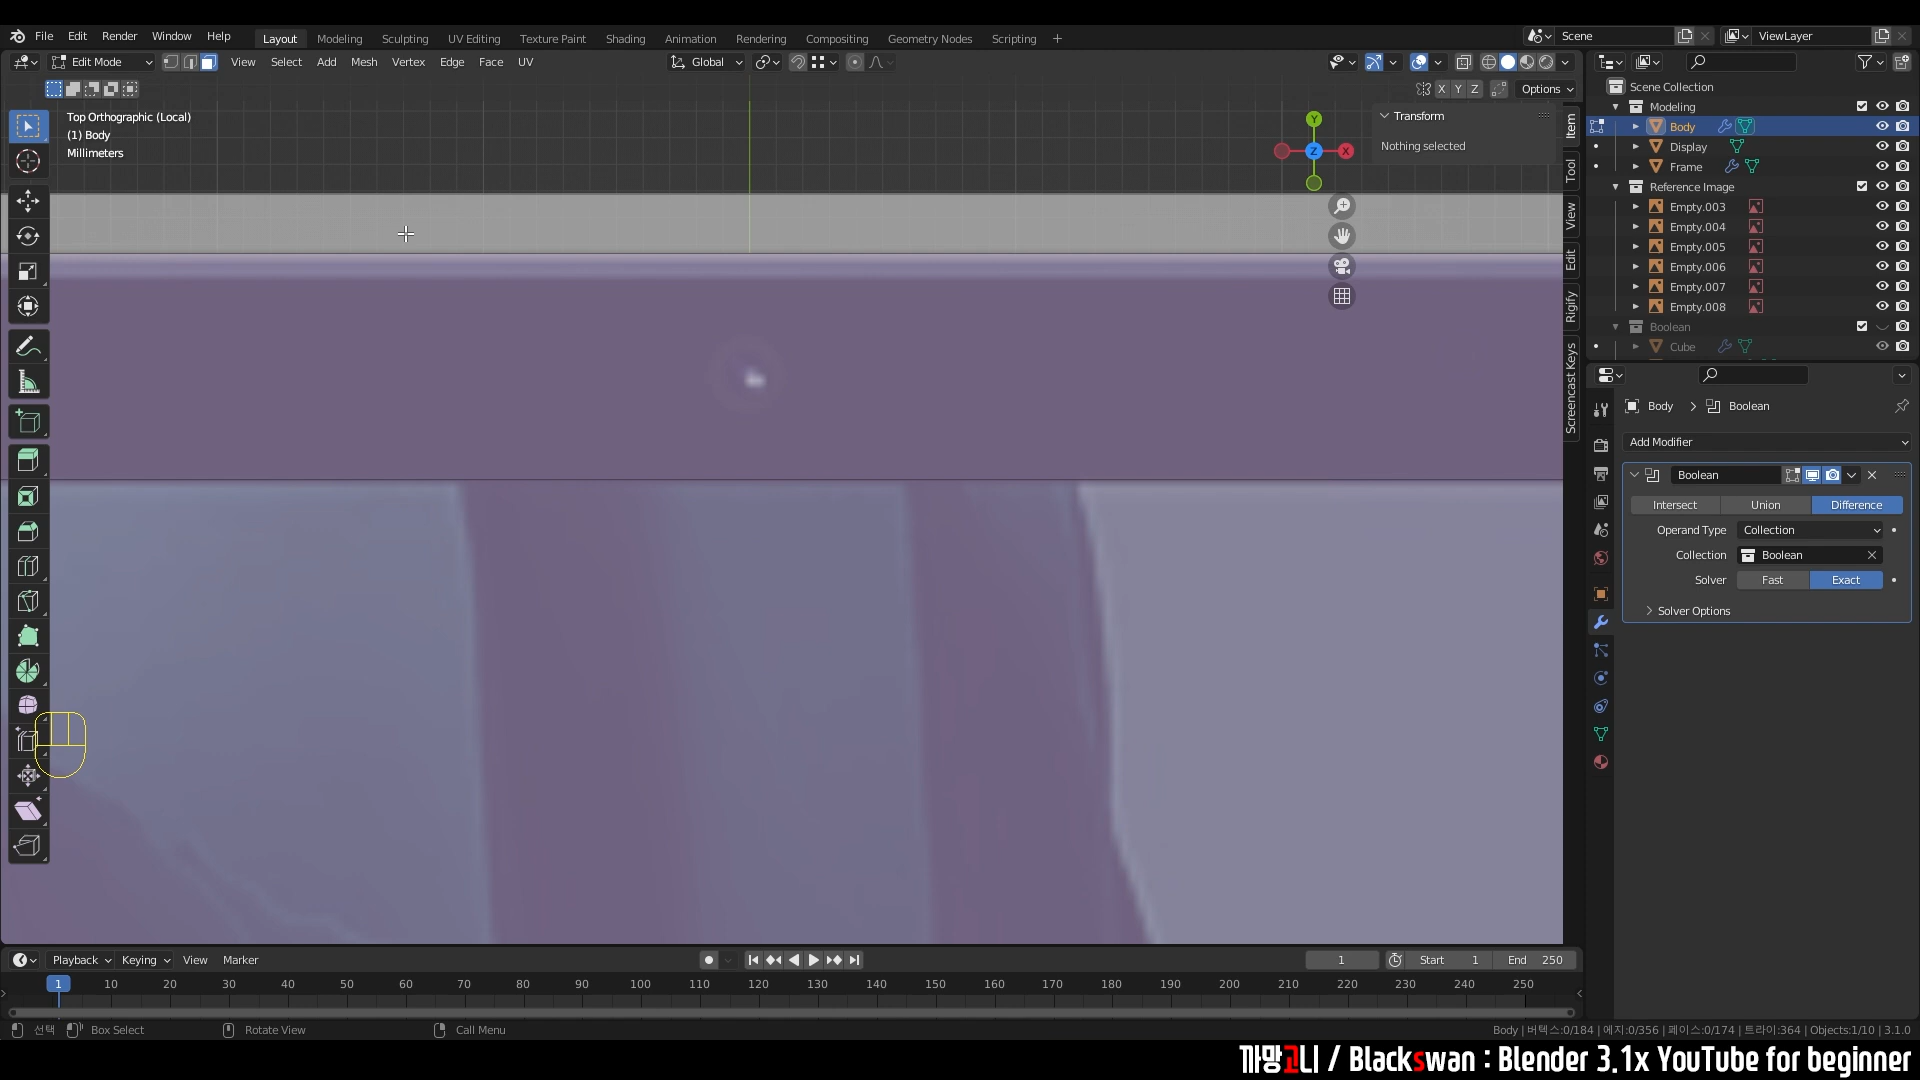 File Edit Render Window Help
Layout Modeling Sculpting UV Editing Texture Paint Shading Animation Rendering Compositing Geometry Nodes Scripting +
Scene ViewLayer
Edit Mode View Select Add Mesh Vertex Edge Face UV Global
X Y Z Options
Top Orthographic (Local)
(1) Body
Millimeters
Y
Z X
Transform
Nothing selected
Item
Tool
View
Edit
Rigify
Screencast Keys
Scene Collection
Modeling
Body
Display
Frame
Reference Image
Empty.003
Empty.004
Empty.005
Empty.006
Empty.007
Empty.008
Boolean
Cube
Body > Boolean
Add Modifier
Boolean
Intersect Union Difference
Operand Type Collection
Collection Boolean
Solver Fast Exact
Solver Options
Playback Keying View Marker
1 Start 1 End 250
1 10 20 30 40 50 60 70 80 90 100 110 120 130 140 150 160 170 180 190 200 210 220 230 240 250
선택 Box Select Rotate View Call Menu
Body | 버텍스:0/184 | 에지:0/356 | 페이스:0/174 | 트라이:364 | Objects:1/10 | 3.1.0
까망고니 / Blackswan : Blender 3.1x YouTube for beginner